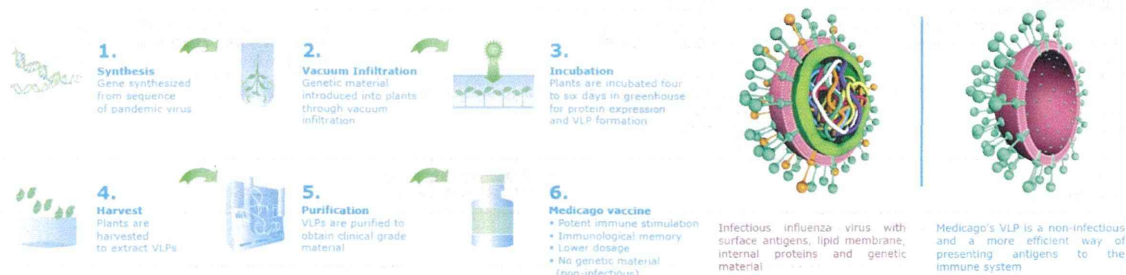 1.
Synthesis
Gene synthesized
from sequence
of pandemic virus
2.
Vacuum Infiltration
Genetic material
introduced into plants
through vacuum
infiltration
3.
Incubation
Plants are incubated four
to six days in greenhouse
for protein expression
and VLP formation
4.
Harvest
Plants are
harvested
to extract VLPs
5.
Purification
VLPs are purified to
obtain clinical grade
material
6.
Medicago vaccine
• Potent immune stimulation
• Immunological memory
• Lower dosage
• No genetic material
(non-infectious)
Infectious influenza virus with
surface antigens, lipid membrane,
internal proteins and genetic
material
Medicago's VLP is a non-infectious
and a more efficient way of
presenting antigens to the
immune system